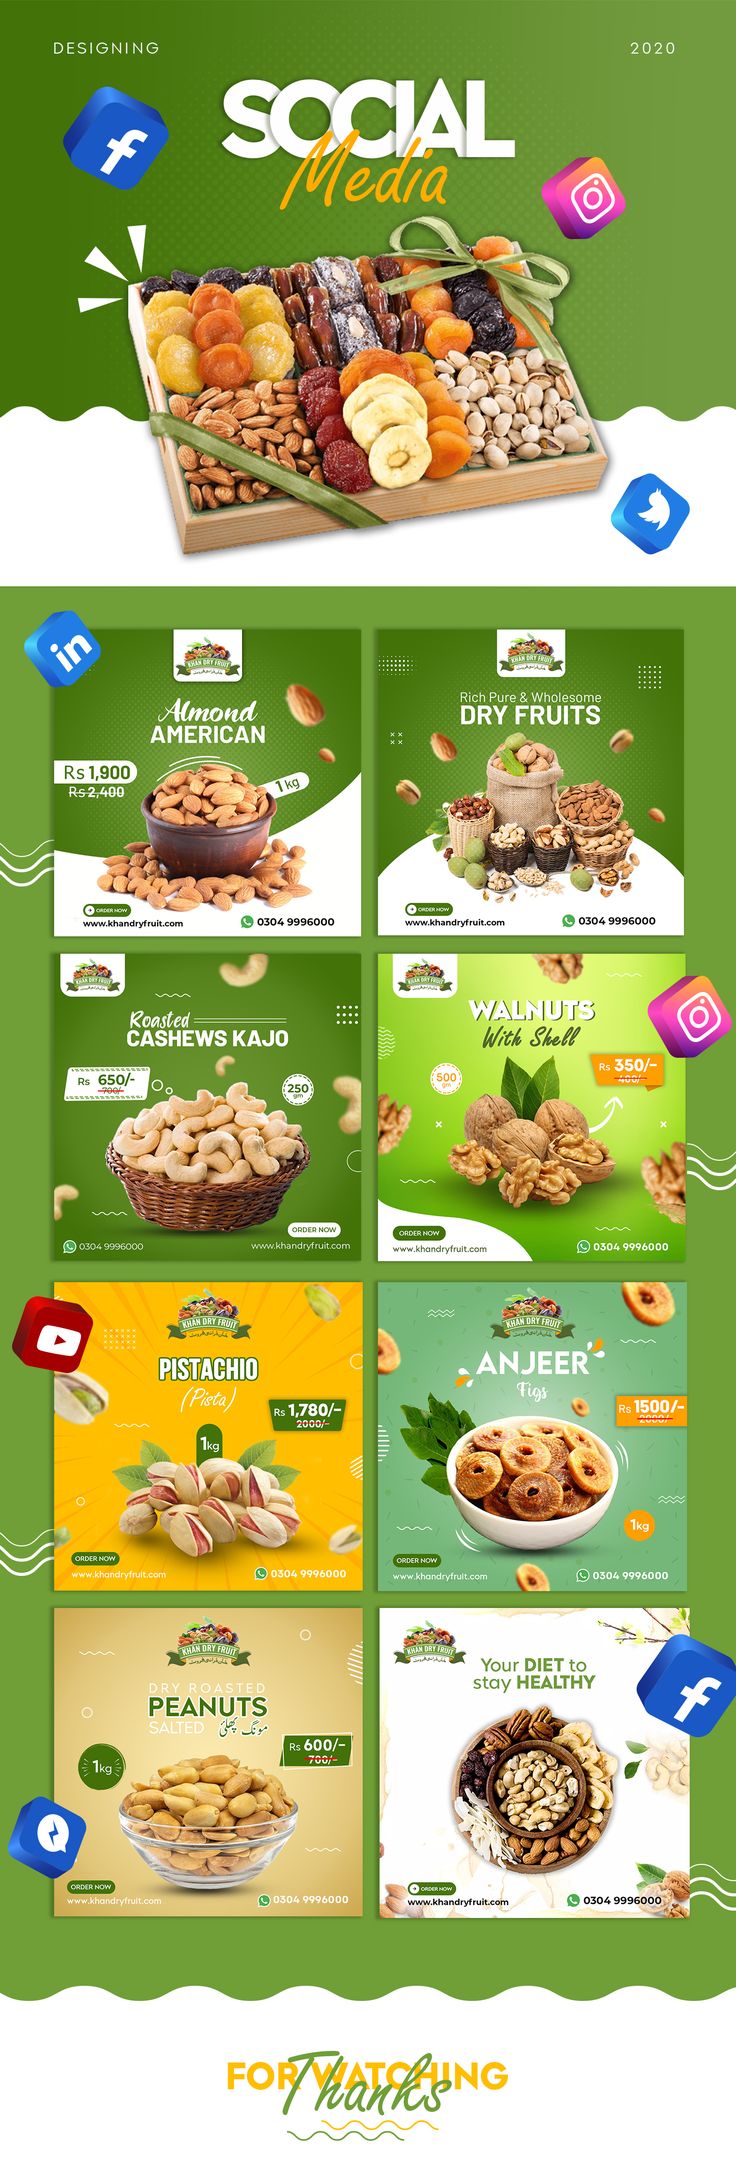 DESIGNING
2020
SOCIAL
Media
KHAN DRY FRUIT
Almond
AMERICAN
Rs 1,900
Rs 2,400
1 kg
ORDER NOW
www.khandryfruit.com
0304 9996000
KHAN DRY FRUIT
Rich Pure & Wholesome
DRY FRUITS
ORDER NOW
www.khandryfruit.com
0304 9996000
KHAN DRY FRUIT
Roasted
CASHEWS KAJO
Rs 650/-
700/-
250
gm
ORDER NOW
0304 9996000
www.khandryfruit.com
KHAN DRY FRUIT
WALNUTS
With Shell
500
gm
Rs 350/-
400/-
ORDER NOW
www.khandryfruit.com
0304 9996000
KHAN DRY FRUIT
PISTACHIO
(Pista)
Rs 1,780/-
2000/-
1kg
ORDER NOW
www.khandryfruit.com
0304 9996000
KHAN DRY FRUIT
ANJEER
Figs
Rs 1500/-
2000/-
1kg
ORDER NOW
www.khandryfruit.com
0304 9996000
KHAN DRY FRUIT
DRY ROASTED
PEANUTS
SALTED مونگ پھلی
Rs 600/-
700/-
1kg
ORDER NOW
www.khandryfruit.com
0304 9996000
KHAN DRY FRUIT
Your DIET to
stay HEALTHY
ORDER NOW
www.khandryfruit.com
0304 9996000
FOR WATCHING
Thanks